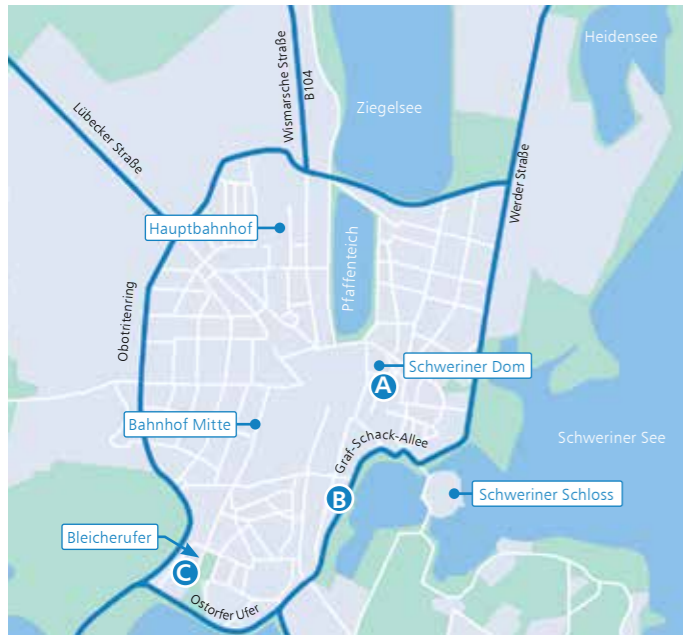 Heidensee
Wismarsche Straße
B104
Ziegelsee
Lübecker Straße
Werder Straße
Hauptbahnhof
Pfaffenteich
Obotritenring
Schweriner Dom
A
Bahnhof Mitte
Graf-Schack-Allee
Schweriner See
B
Schweriner Schloss
Bleicherufer
C
Ostorfer Ufer